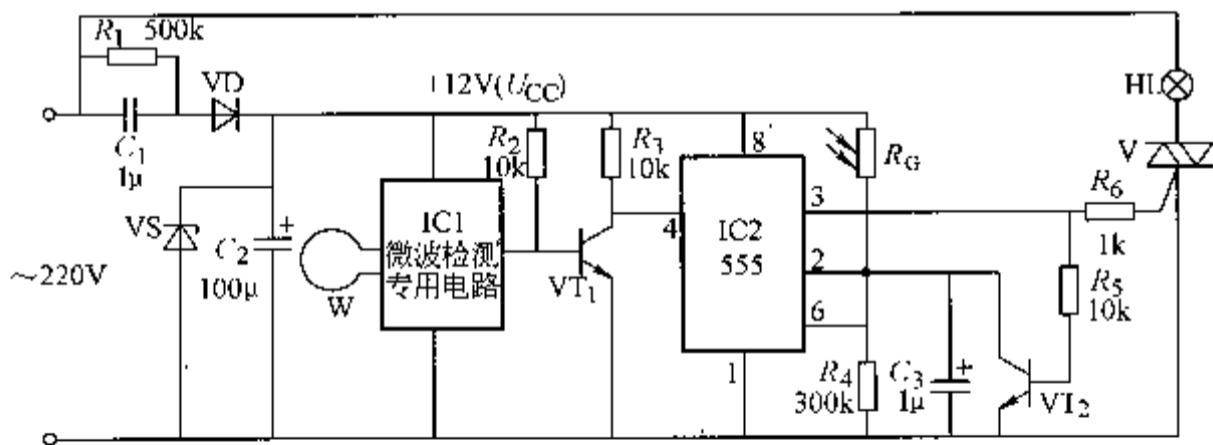 R1 500k
VD
+12V(UCC)
HL
C1
1μ
R2
10k
R3
10k
8
RG
V
VS
IC1
微波检测
专用电路
4
IC2
555
3
R6
1k
C2
100μ
~220V
W
VT1
2
R5
10k
6
1
R4
300k
C3
1μ
VT2